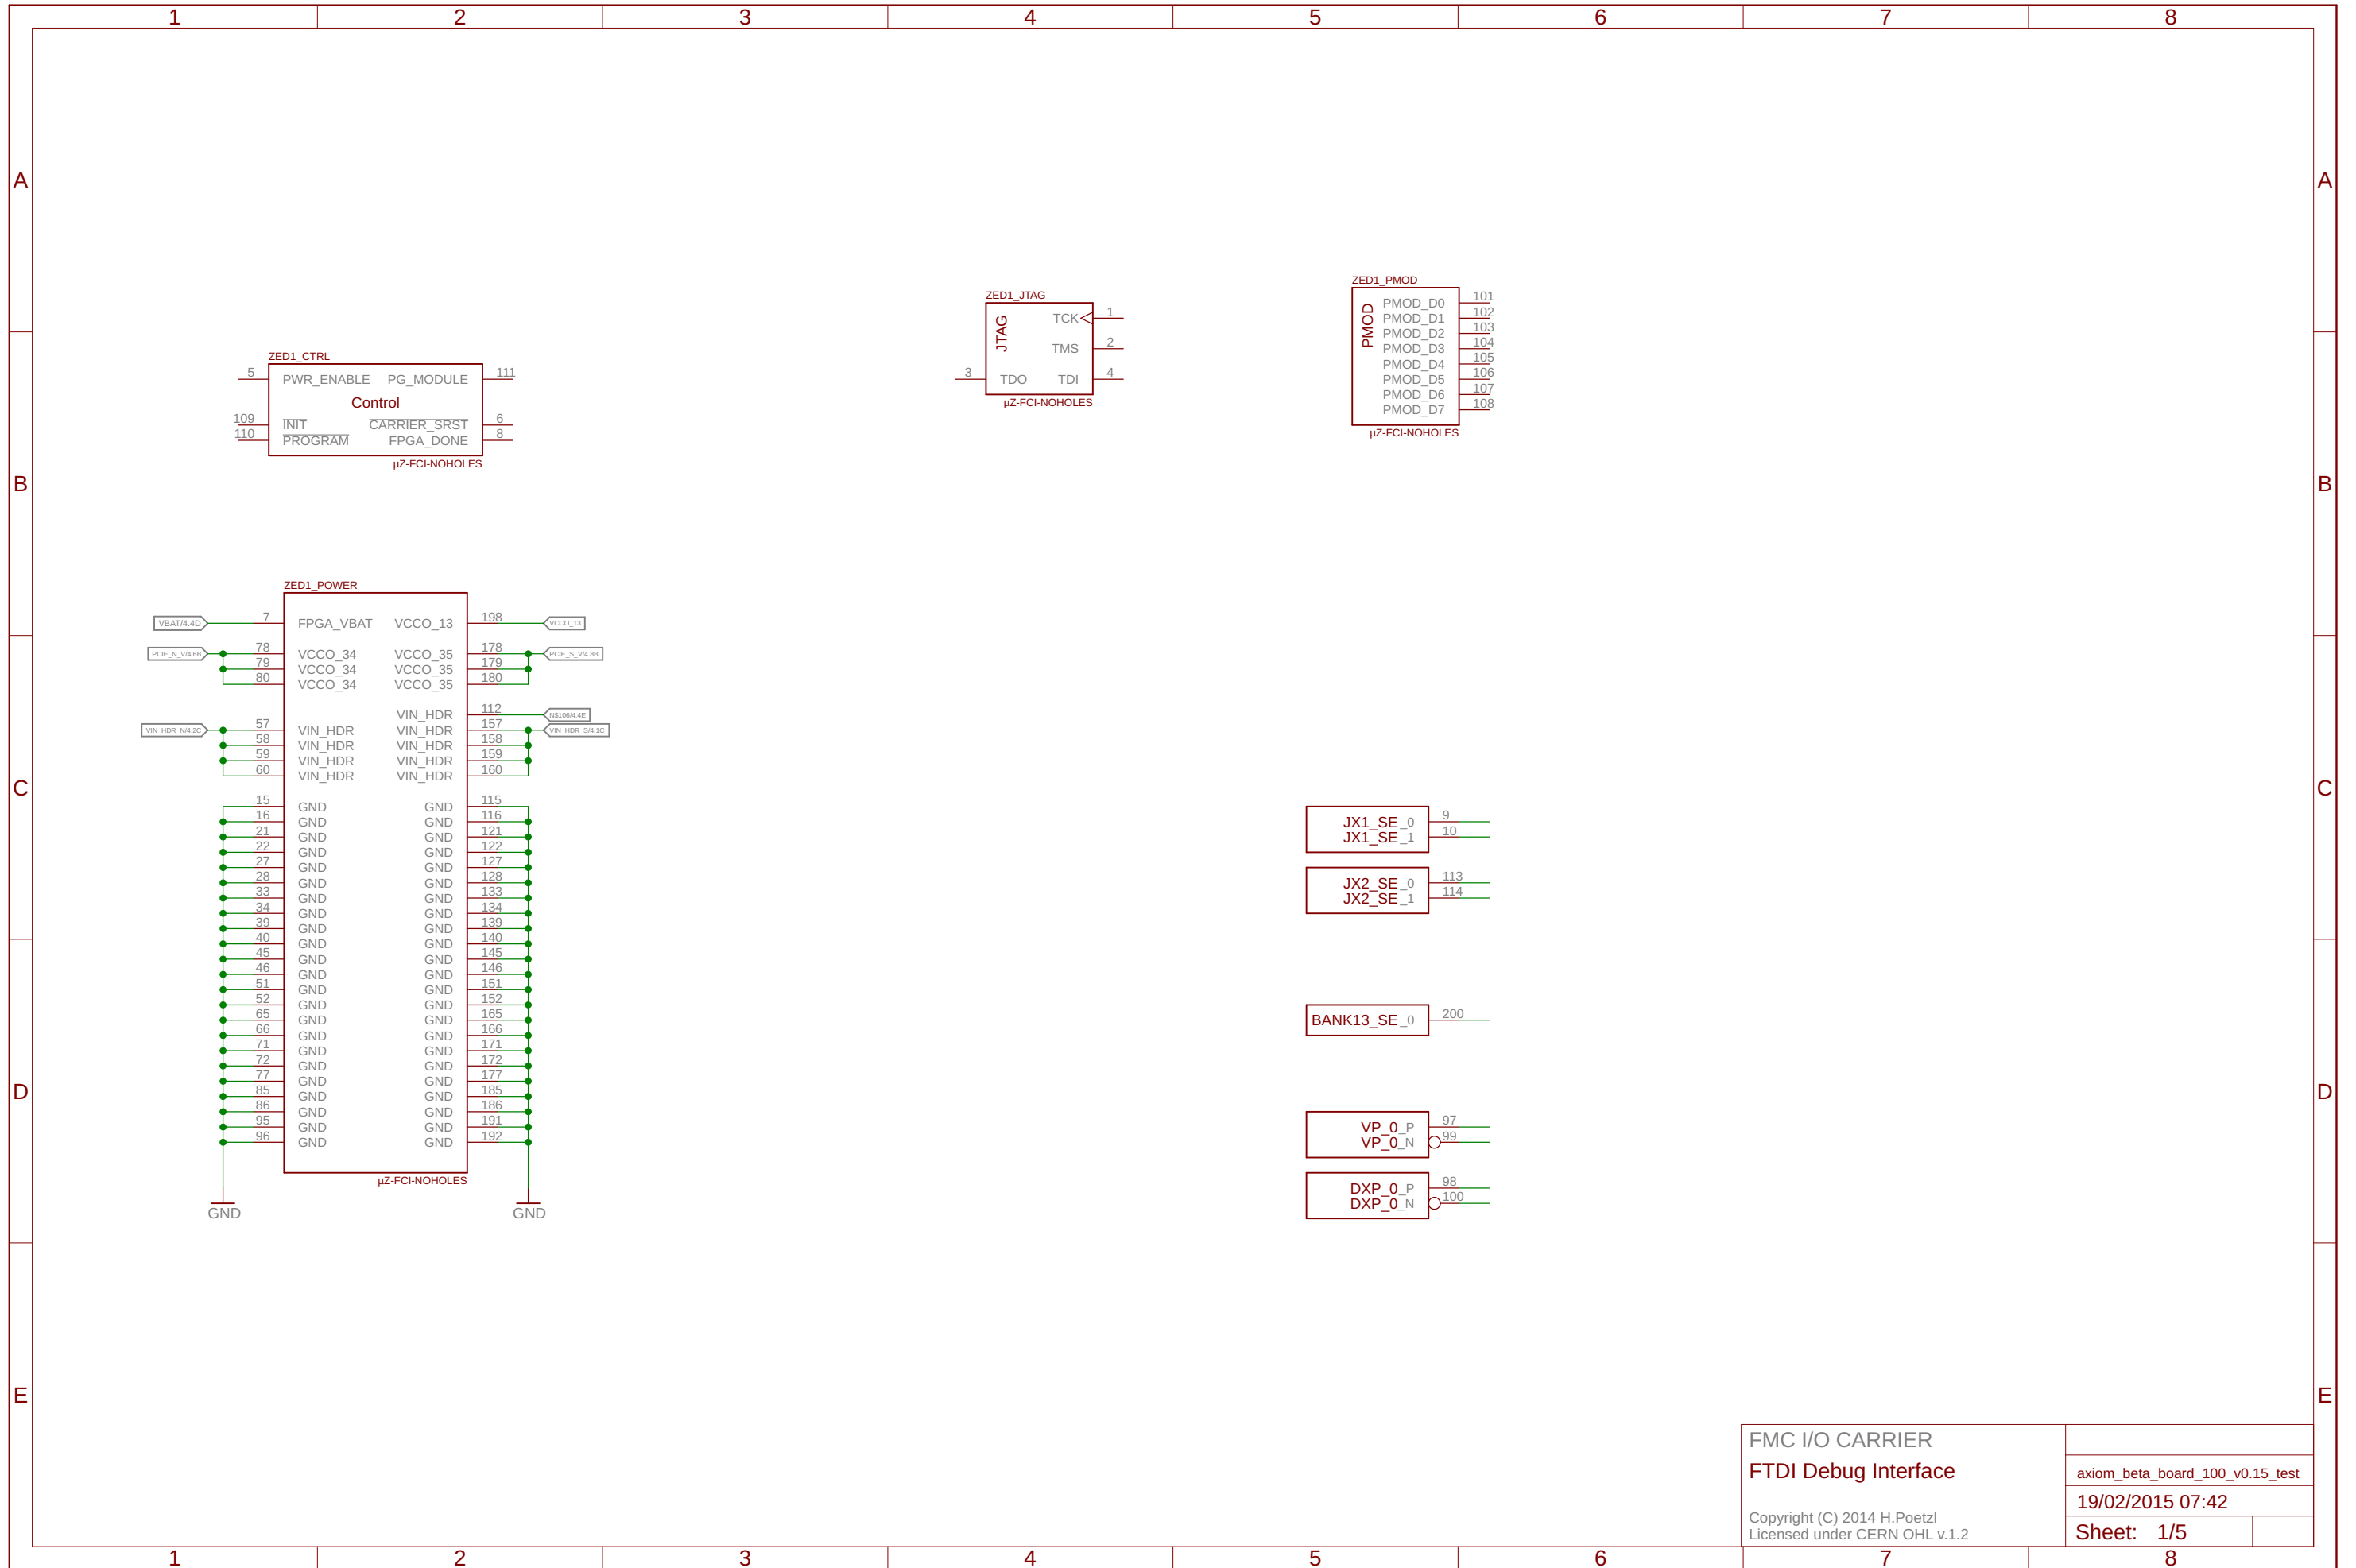 1 2 3 4 5 6 7 8
A A
ZED1_PMOD
PMOD
PMOD_D0 101
PMOD_D1 102
PMOD_D2 103
PMOD_D3 104
PMOD_D4 105
PMOD_D5 106
PMOD_D6 107
PMOD_D7 108
µZ-FCI-NOHOLES
ZED1_JTAG
JTAG
TCK 1
TMS 2
3 TDO TDI 4
µZ-FCI-NOHOLES
ZED1_CTRL
5 PWR_ENABLE PG_MODULE 111
Control
109 INIT CARRIER_SRST 6
110 PROGRAM FPGA_DONE 8
µZ-FCI-NOHOLES
B B
ZED1_POWER
VBAT/4.4D 7 FPGA_VBAT VCCO_13 198 VCCO_13
PCIE_N_V/4.6B 78 VCCO_34 VCCO_35 178 PCIE_S_V/4.8B
79 VCCO_34 VCCO_35 179
80 VCCO_34 VCCO_35 180
VIN_HDR 112 N$106/4.4E
VIN_HDR_N/4.2C 57 VIN_HDR VIN_HDR 157 VIN_HDR_S/4.1C
58 VIN_HDR VIN_HDR 158
59 VIN_HDR VIN_HDR 159
60 VIN_HDR VIN_HDR 160
C C
15 GND GND 115
16 GND GND 116
21 GND GND 121
22 GND GND 122
27 GND GND 127
28 GND GND 128
33 GND GND 133
34 GND GND 134
39 GND GND 139
40 GND GND 140
45 GND GND 145
46 GND GND 146
51 GND GND 151
52 GND GND 152
65 GND GND 165
66 GND GND 166
71 GND GND 171
72 GND GND 172
77 GND GND 177
85 GND GND 185
86 GND GND 186
95 GND GND 191
96 GND GND 192
µZ-FCI-NOHOLES
GND GND
JX1_SE_0 9
JX1_SE_1 10
JX2_SE_0 113
JX2_SE_1 114
BANK13_SE_0 200
D D
VP_0_P 97
VP_0_N 99
DXP_0_P 98
DXP_0_N 100
E E
FMC I/O CARRIER
FTDI Debug Interface
Copyright (C) 2014 H.Poetzl
Licensed under CERN OHL v.1.2
axiom_beta_board_100_v0.15_test
19/02/2015 07:42
Sheet: 1/5
1 2 3 4 5 6 7 8